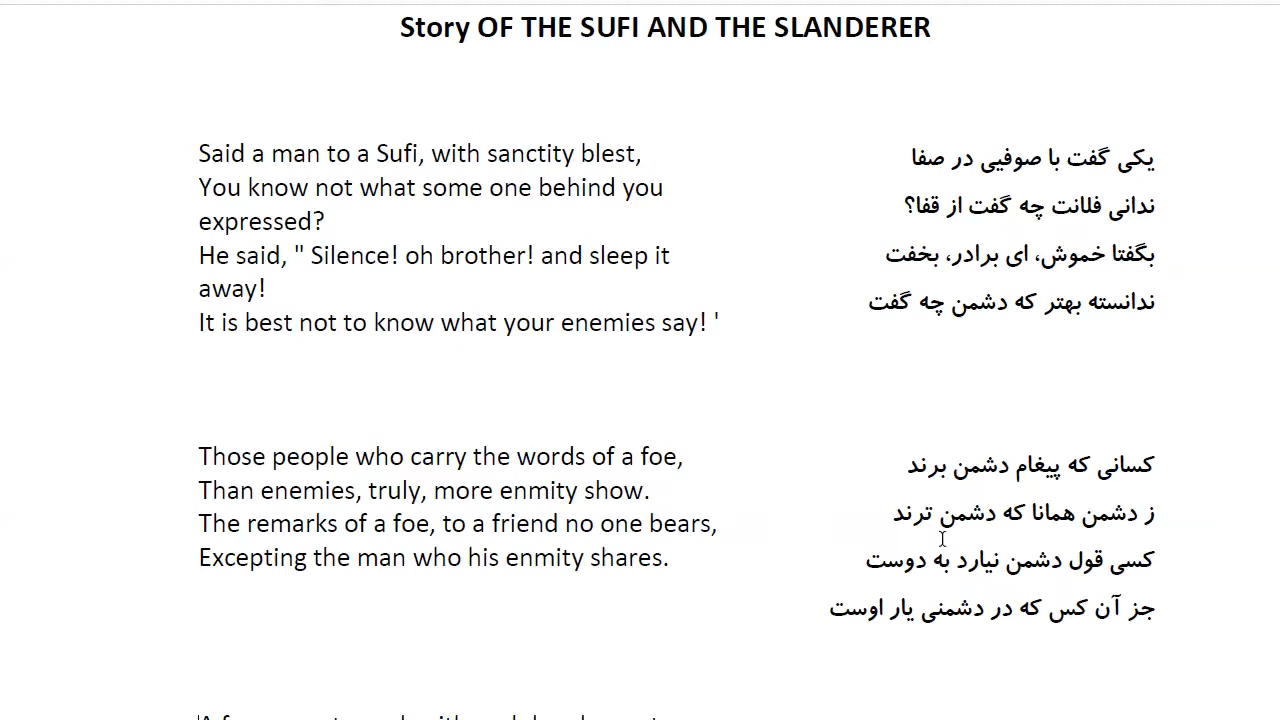 Story OF THE SUFI AND THE SLANDERER
Said a man to a Sufi, with sanctity blest,
You know not what some one behind you
expressed?
He said, " Silence! oh brother! and sleep it
away!
It is best not to know what your enemies say! '
یکی گفت با صوفیی در صفا
ندانی فلانت چه گفت از قفا؟
بگفتا خموش، ای برادر، بخفت
ندانسته بهتر که دشمن چه گفت
Those people who carry the words of a foe,
Than enemies, truly, more enmity show.
The remarks of a foe, to a friend no one bears,
Excepting the man who his enmity shares.
کسانی که پیغام دشمن برند
ز دشمن همانا که دشمن ترند
کسی قول دشمن نیارد به دوست
جز آن کس که در دشمنی یار اوست